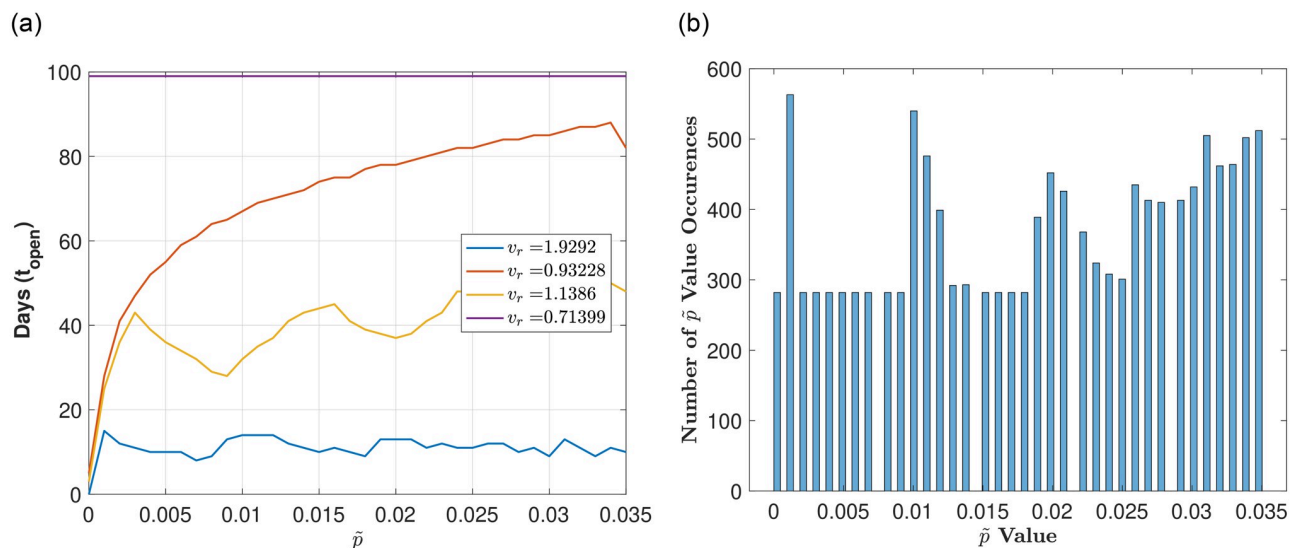 (a)
100
80
60
40
20
0
Days (t_open)
0 0.005 0.01 0.015 0.02 0.025 0.03 0.035
p̃
v_r =1.9292
v_r =0.93228
v_r =1.1386
v_r =0.71399
(b)
600
500
400
300
200
100
0
Number of p̃ Value Occurences
0 0.005 0.01 0.015 0.02 0.025 0.03 0.035
p̃ Value